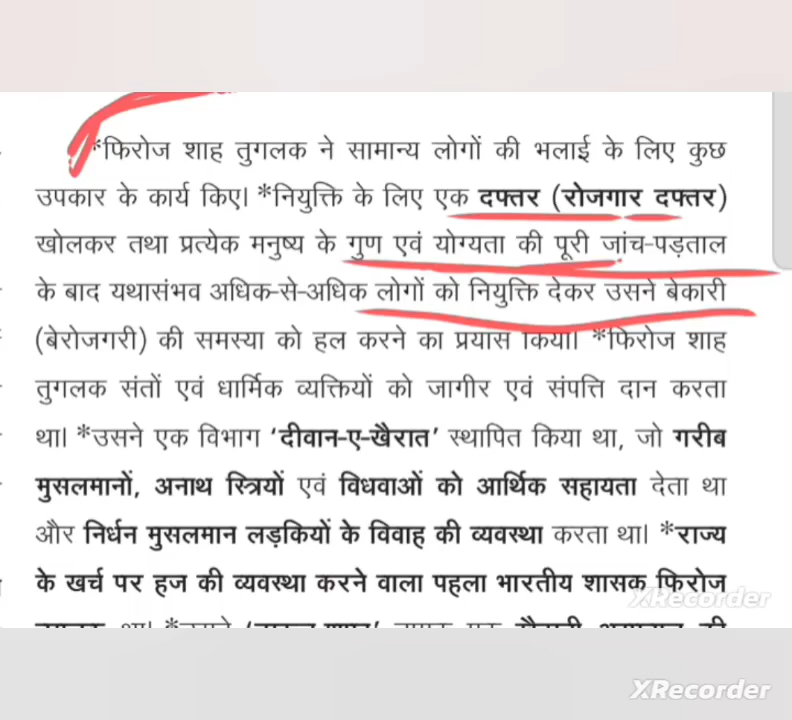 *फिरोज शाह तुगलक ने सामान्य लोगों की भलाई के लिए कुछ
उपकार के कार्य किए। *नियुक्ति के लिए एक दफ्तर (रोजगार दफ्तर)
खोलकर तथा प्रत्येक मनुष्य के गुण एवं योग्यता की पूरी जांच-पड़ताल
के बाद यथासंभव अधिक-से-अधिक लोगों को नियुक्ति देकर उसने बेकारी
(बेरोजगरी) की समस्या को हल करने का प्रयास किया। *फिरोज शाह
तुगलक संतों एवं धार्मिक व्यक्तियों को जागीर एवं संपत्ति दान करता
था। *उसने एक विभाग ‘दीवान-ए-खैरात’ स्थापित किया था, जो गरीब
मुसलमानों, अनाथ स्त्रियों एवं विधवाओं को आर्थिक सहायता देता था
और निर्धन मुसलमान लड़कियों के विवाह की व्यवस्था करता था। *राज्य
के खर्च पर हज की व्यवस्था करने वाला पहला भारतीय शासक फिरोज
XRecorder
XRecorder